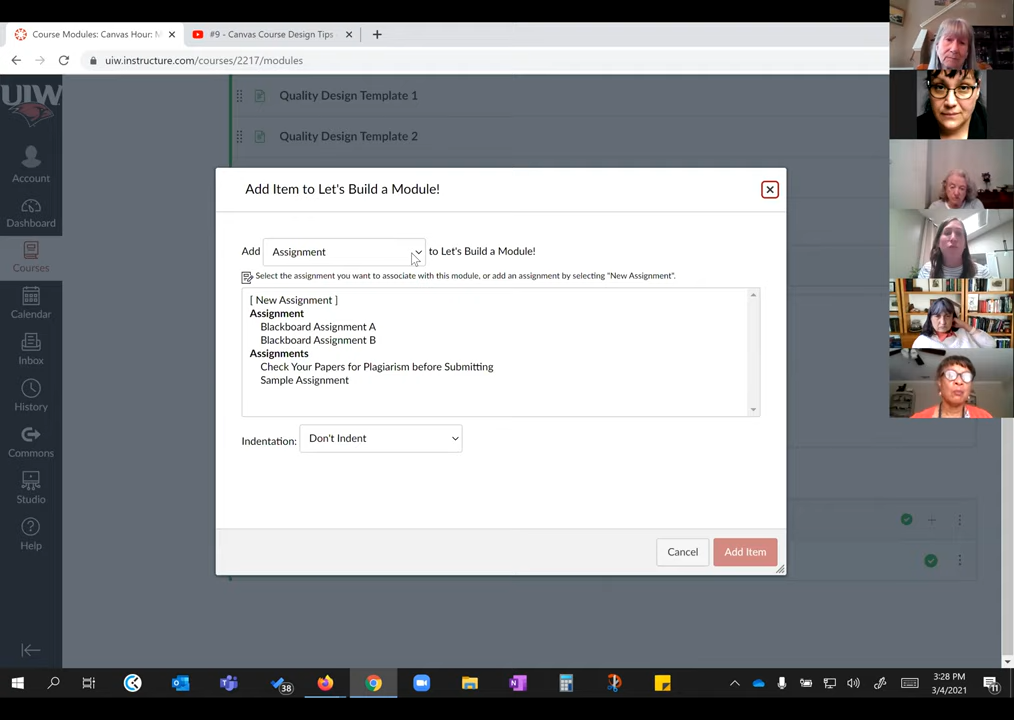 Course Modules: Canvas Hour: M
#9 - Canvas Course Design Tips
uiw.instructure.com/courses/2217/modules
UIW
Account
Dashboard
Courses
Calendar
Inbox
History
Commons
Studio
Help
Quality Design Template 1
Quality Design Template 2
Add Item to Let's Build a Module!
Add Assignment to Let's Build a Module!
Select the assignment you want to associate with this module, or add an assignment by selecting "New Assignment".
[ New Assignment ]
Assignment
Blackboard Assignment A
Blackboard Assignment B
Assignments
Check Your Papers for Plagiarism before Submitting
Sample Assignment
Indentation: Don't Indent
Cancel Add Item
38
3:28 PM
3/4/2021
11